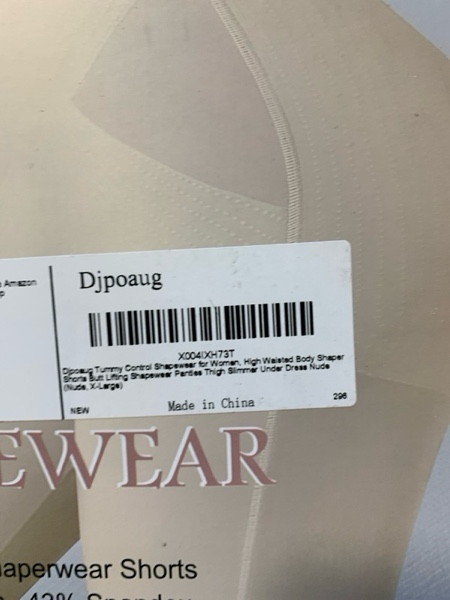 Amazon
Djpoaug
X004IXH73T
Djpoaug Tummy Control Shapewear for Women, High Waisted Body Shaper
Shorts Butt Lifting Shapewear Panties Thigh Slimmer Under Dress Nude
(Nude, X-Large)
NEW
Made in China
296
EWEAR
aperwear Shorts
42% Spandex